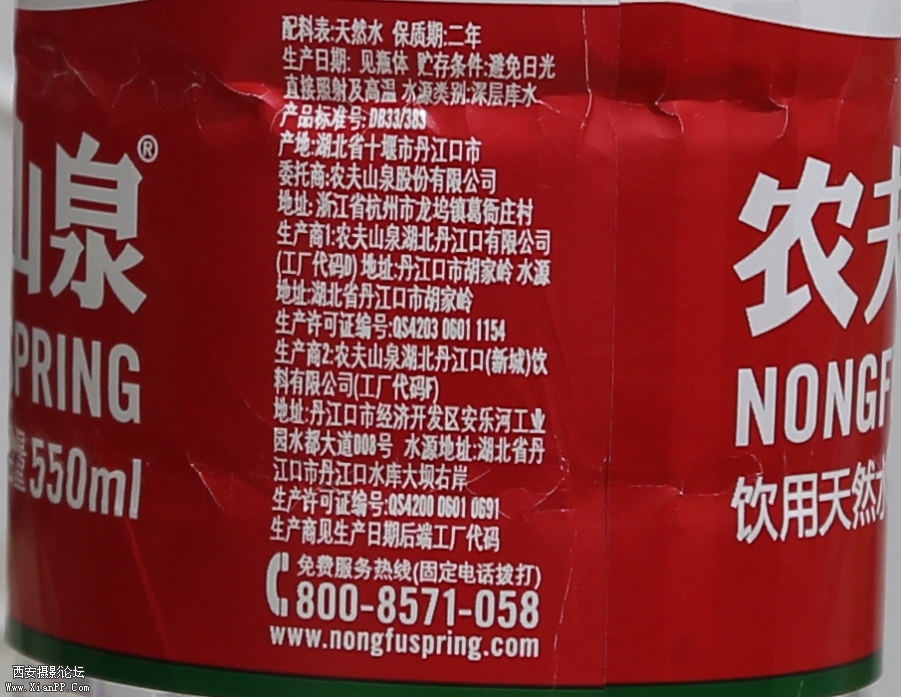 配料表:天然水 保质期:二年
生产日期: 见瓶体 贮存条件:避免日光
直接照射及高温 水源类别:深层库水
产品标准号: DB33/383
产地:湖北省十堰市丹江口市
委托商:农夫山泉股份有限公司
地址: 浙江省杭州市龙坞镇葛衙庄村
生产商1:农夫山泉湖北丹江口有限公司
(工厂代码D) 地址:丹江口市胡家岭 水源
地址:湖北省丹江口市胡家岭
生产许可证编号:QS4203 0601 1154
生产商2:农夫山泉湖北丹江口(新城)饮
料有限公司(工厂代码F)
地址:丹江口市经济开发区安乐河工业
园水都大道008号 水源地址:湖北省丹
江口市丹江口水库大坝右岸
生产许可证编号:QS4200 0601 0691
生产商见生产日期后端工厂代码
免费服务热线(固定电话拨打)
800-8571-058
www.nongfuspring.com
山泉®
SPRING
量550ml
农夫
NONGF
饮用天然水
西安摄影论坛
Www.XianPP.Com